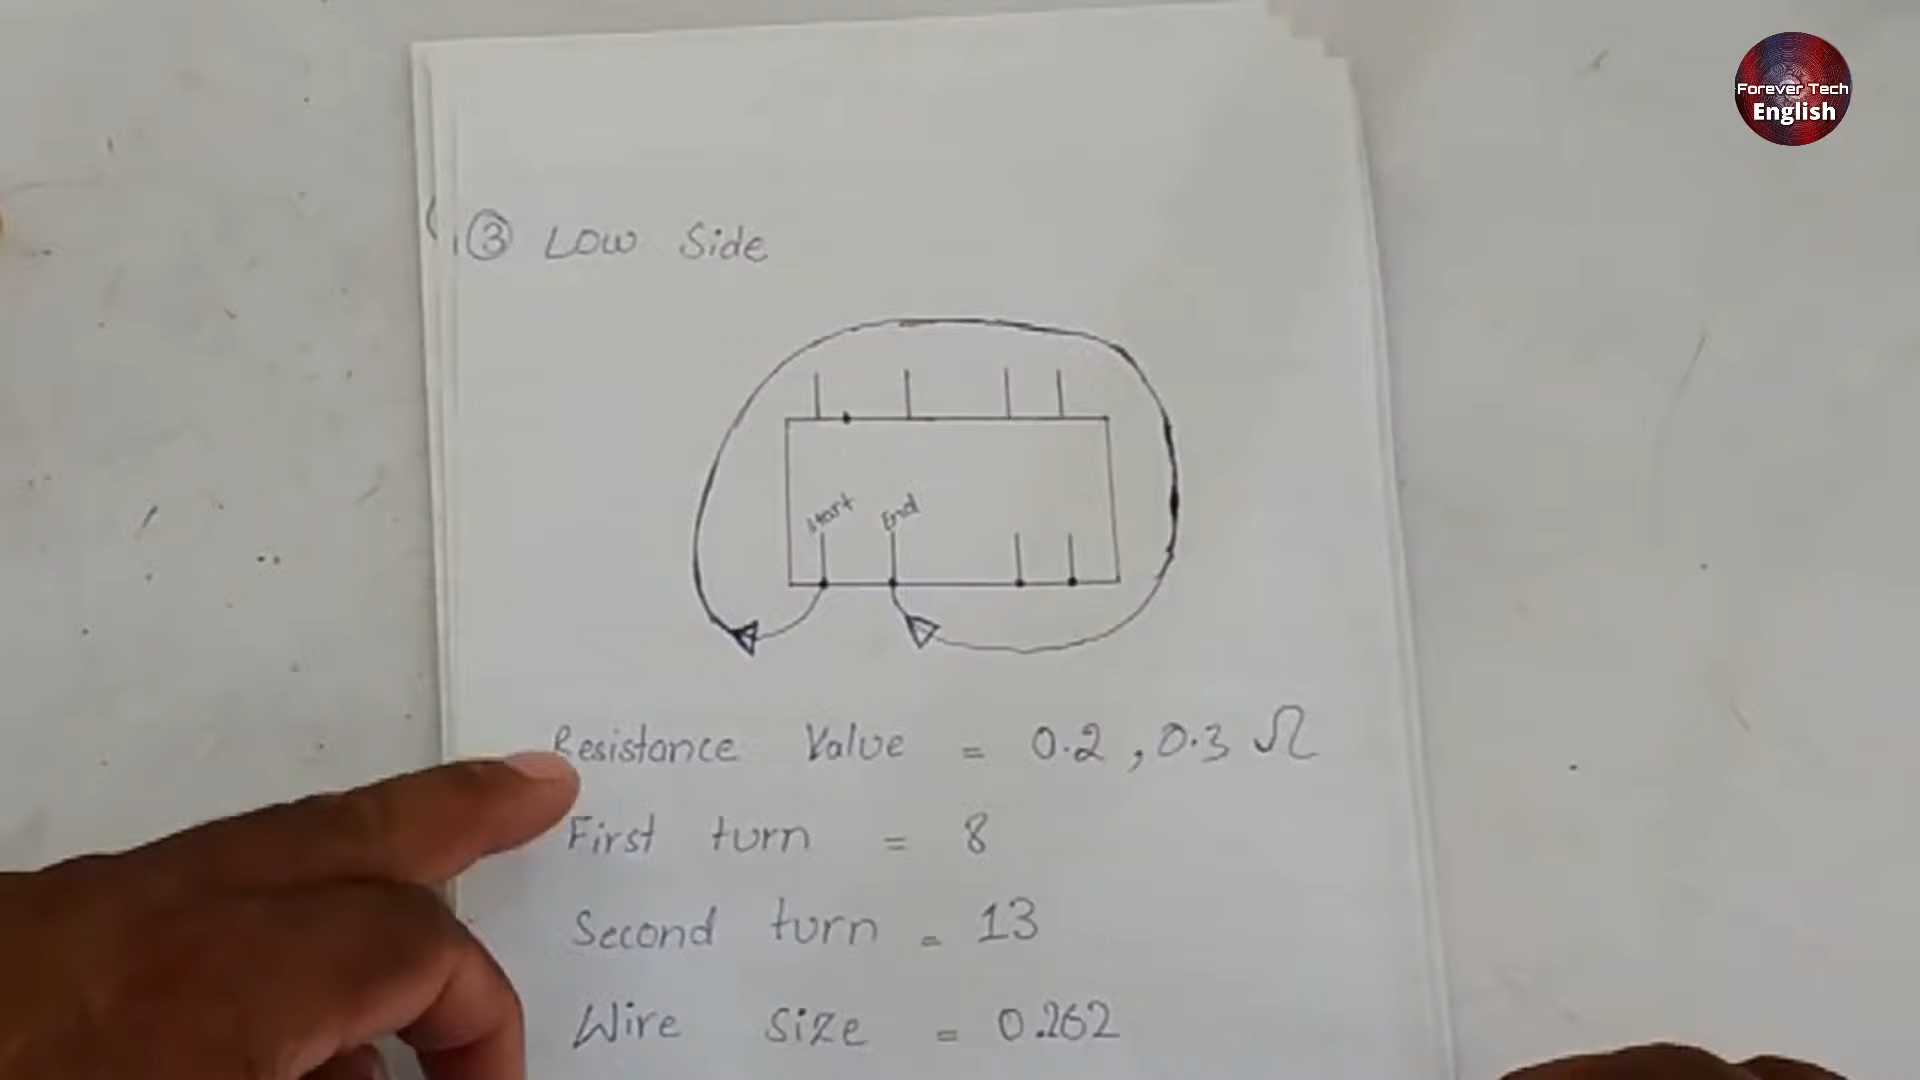 Forever Tech
English
③ Low Side
Start End
Resistance Value = 0.2 , 0.3 Ω
First turn = 8
Second turn = 13
Wire size = 0.262